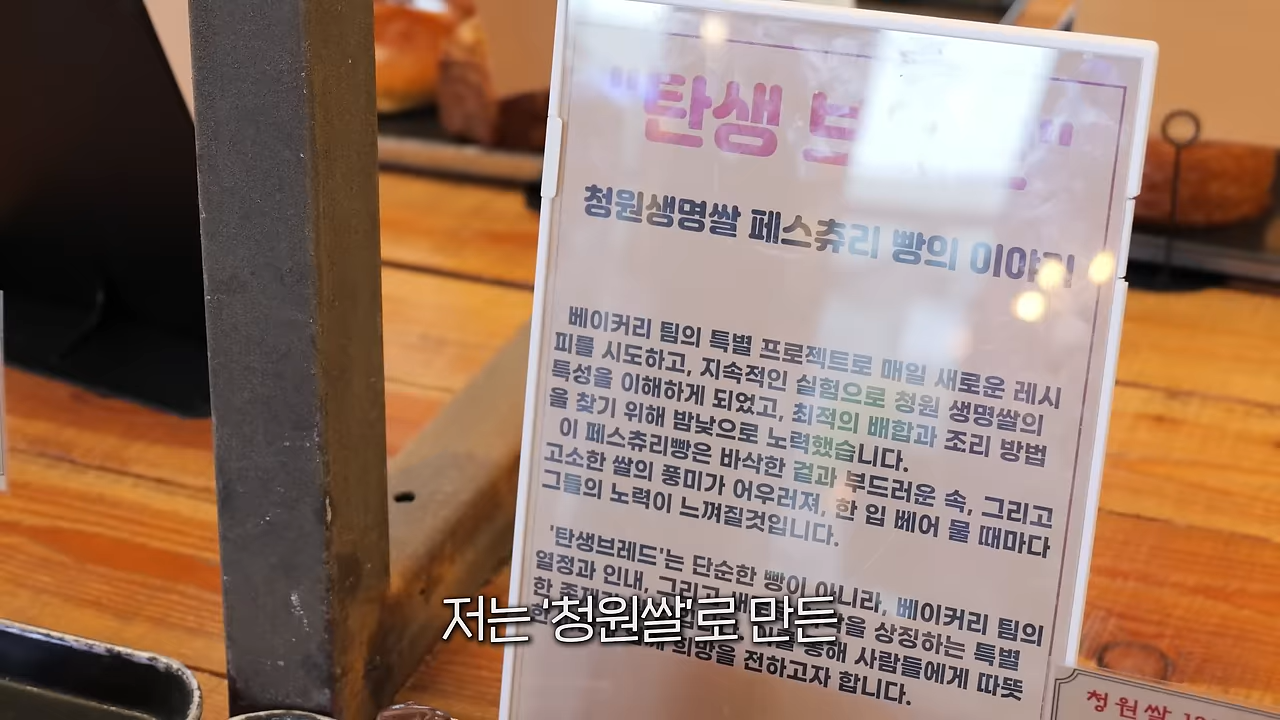 "탄생
청원생명쌀 페스츄리 빵의 이야기
베이커리 팀의 특별 프로젝트로 매일 새로운 레시
피를 시도하고, 지속적인 실험으로 청원 생명쌀의
특성을 이해하게 되었고, 최적의 배합과 조리 방법
을 찾기 위해 밤낮으로 노력했습니다.
이 페스츄리빵은 바삭한 겉과 부드러운 속, 그리고
고소한 쌀의 풍미가 어우러져, 한 입 베어 물 때마다
그들의 노력이 느껴질것입니다.
'탄생브레드'는 단순한 빵이 아니라, 베이커리 팀의
열정과 인내, 그리고 상징하는 특별
한 통해 사람들에게 따뜻
희망을 전하고자 합니다.
저는 '청원쌀'로 만든
청원쌀